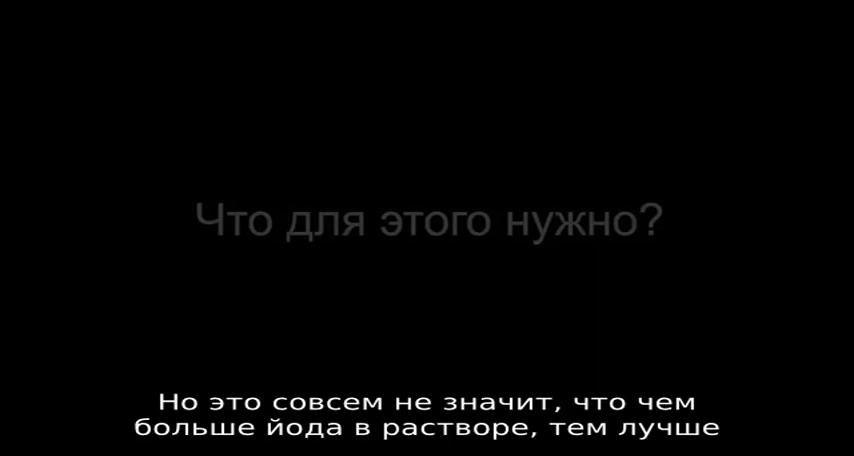 Что для этого нужно?
Но это совсем не значит, что чем
больше йода в растворе, тем лучше